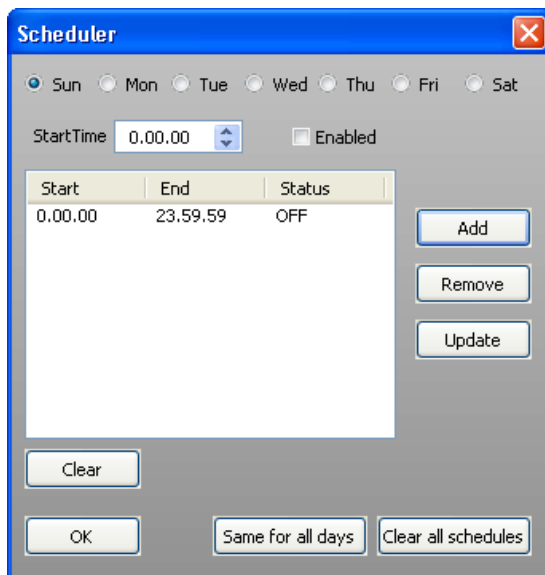 Scheduler
Sun Mon Tue Wed Thu Fri Sat
StartTime 0.00.00 Enabled
Start End Status
0.00.00 23.59.59 OFF
Add
Remove
Update
Clear
OK Same for all days Clear all schedules